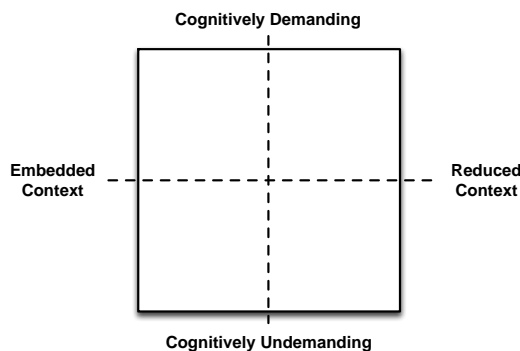 Cognitively Demanding
Embedded
Context
Reduced
Context
Cognitively Undemanding